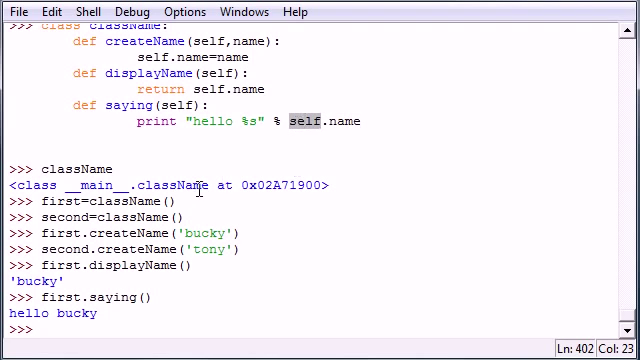 File Edit Shell Debug Options Windows Help
>>> class className:
def createName(self,name):
self.name=name
def displayName(self):
return self.name
def saying(self):
print "hello %s" % self.name
>>> className
<class __main__.className at 0x02A71900>
>>> first=className()
>>> second=className()
>>> first.createName('bucky')
>>> second.createName('tony')
>>> first.displayName()
'bucky'
>>> first.saying()
hello bucky
>>>
Ln: 402 Col: 23